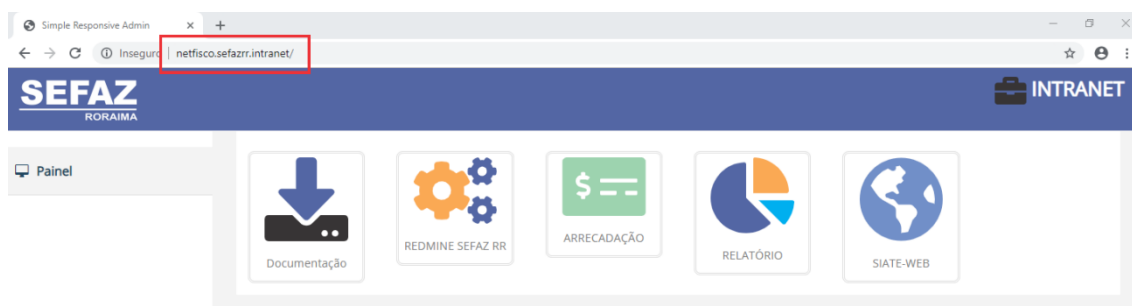 Simple Responsive Admin
Inseguro | netfisco.sefazrr.intranet/
SEFAZ
RORAIMA
INTRANET
Painel
Documentação
REDMINE SEFAZ RR
ARRECADAÇÃO
RELATÓRIO
SIATE-WEB